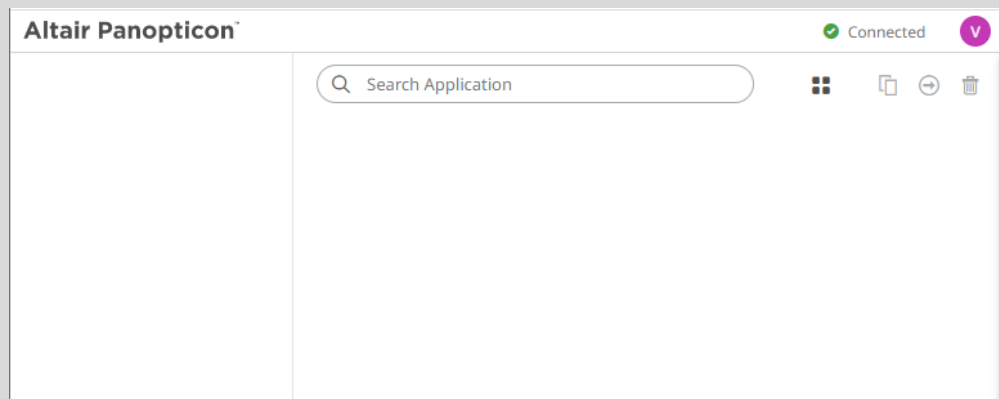 Altair Panopticon™
Connected
V
Search Application